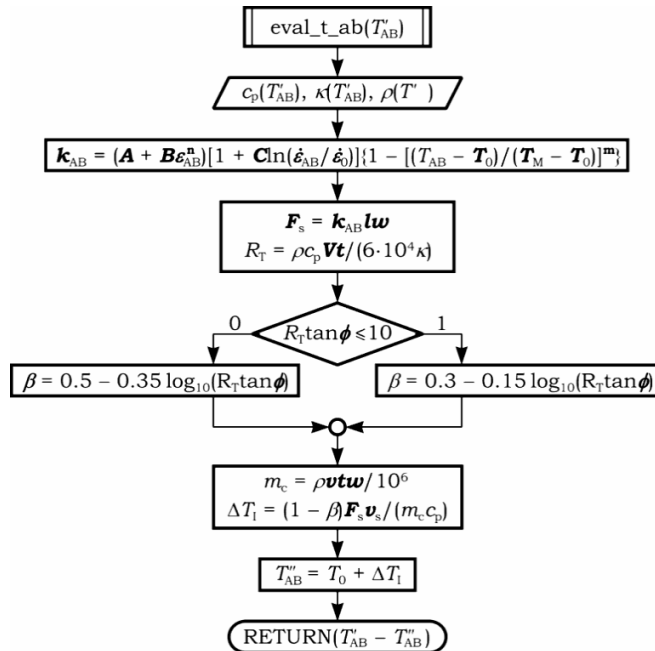 eval_t_ab(T′AB)
cp(T′AB), κ(T′AB), ρ(T′ )
kAB = (A + BεⁿAB)[1 + Cln(ε̇AB/ε̇0)]{1 - [(TAB – T0)/(TM – T0)]ᵐ}
Fs = kABlw
RT = ρcpVt/(6·10⁴κ)
0
RTtanϕ ≤ 10
1
β = 0.5 – 0.35 log10(RTtanϕ)
β = 0.3 – 0.15 log10(RTtanϕ)
mc = ρvtw/10⁶
ΔTI = (1 – β)Fsvs/(mccp)
T″AB = T0 + ΔTI
RETURN(T′AB – T″AB)